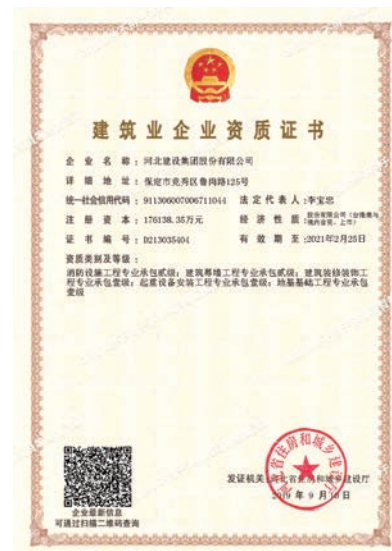 建筑业企业资质证书
企业名称：河北建设集团股份有限公司
详细地址：保定市竞秀区鲁岗路125号
统一社会信用代码：911306007006711044 法定代表人：李宝忠
注册资本：176138.35万元 经济性质：股份有限公司（台港澳与境内合资、上市）
证书编号：D213035404 有效期至：2021年2月25日
资质类别及等级：
消防设施工程专业承包贰级；建筑幕墙工程专业承包贰级；建筑装修装饰工
程专业承包壹级；起重设备安装工程专业承包壹级；地基基础工程专业承包
壹级
发证机关：河北省住房和城乡建设厅
2019年9月
企业最新信息
可通过扫描二维码查询